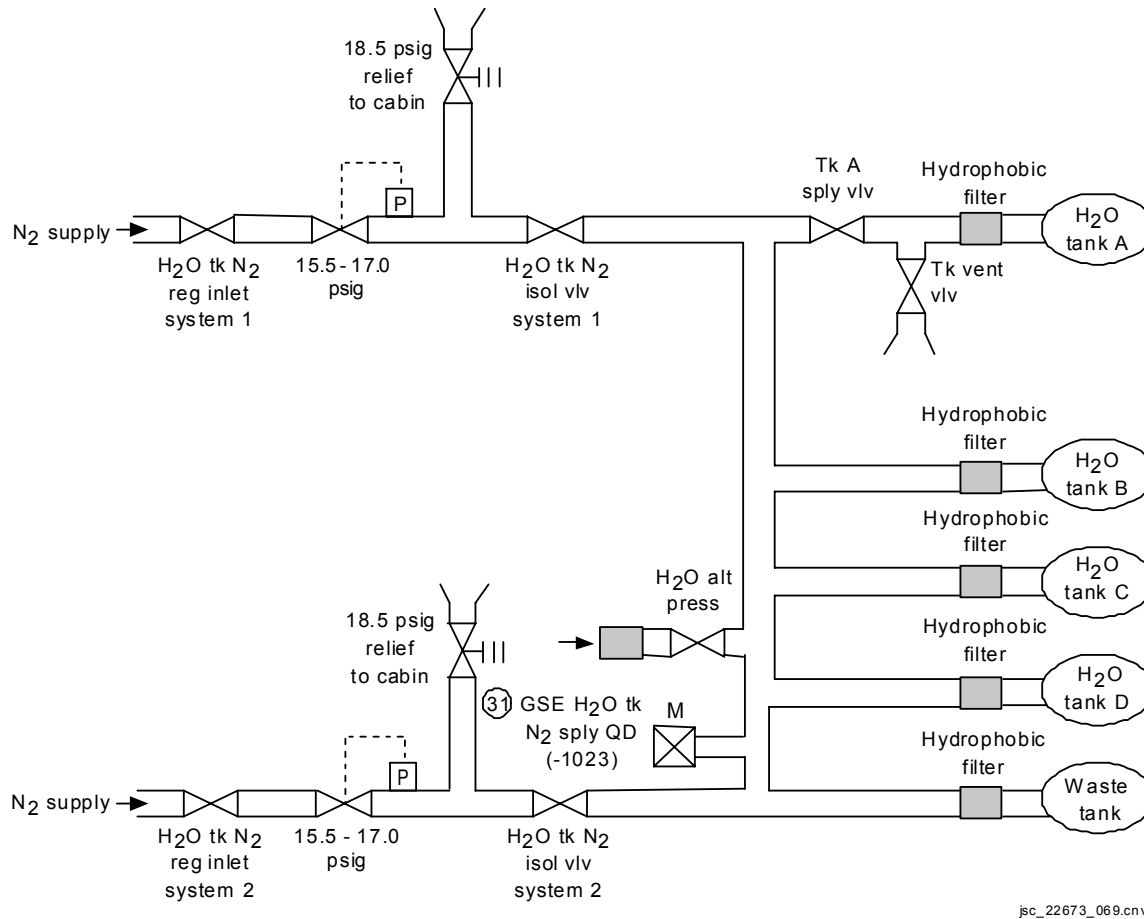 18.5 psig
relief
to cabin
P
N2 supply
H2O tk N2
reg inlet
system 1
15.5 - 17.0
psig
H2O tk N2
isol vlv
system 1
Tk A
sply vlv
Hydrophobic
filter
H2O
tank A
Tk vent
vlv
Hydrophobic
filter
H2O
tank B
Hydrophobic
filter
H2O
tank C
H2O alt
press
18.5 psig
relief
to cabin
Hydrophobic
filter
H2O
tank D
31 GSE H2O tk
N2 sply QD
(-1023)
M
Hydrophobic
filter
Waste
tank
P
N2 supply
H2O tk N2
reg inlet
system 2
15.5 - 17.0
psig
H2O tk N2
isol vlv
system 2
jsc_22673_069.cnv